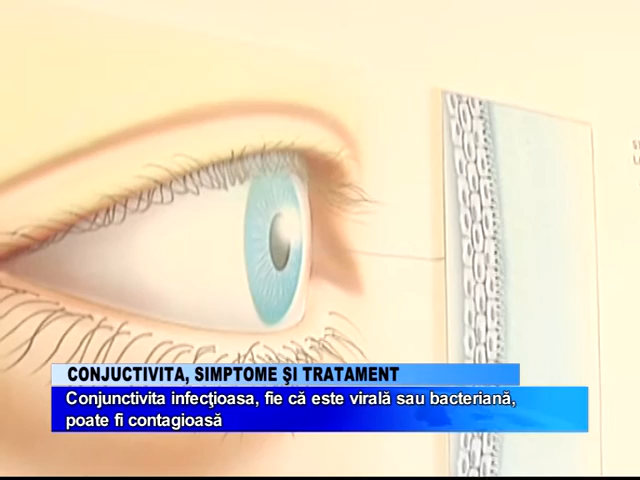 CONJUCTIVITA, SIMPTOME ŞI TRATAMENT
Conjunctivita infecţioasa, fie că este virală sau bacteriană,
poate fi contagioasă